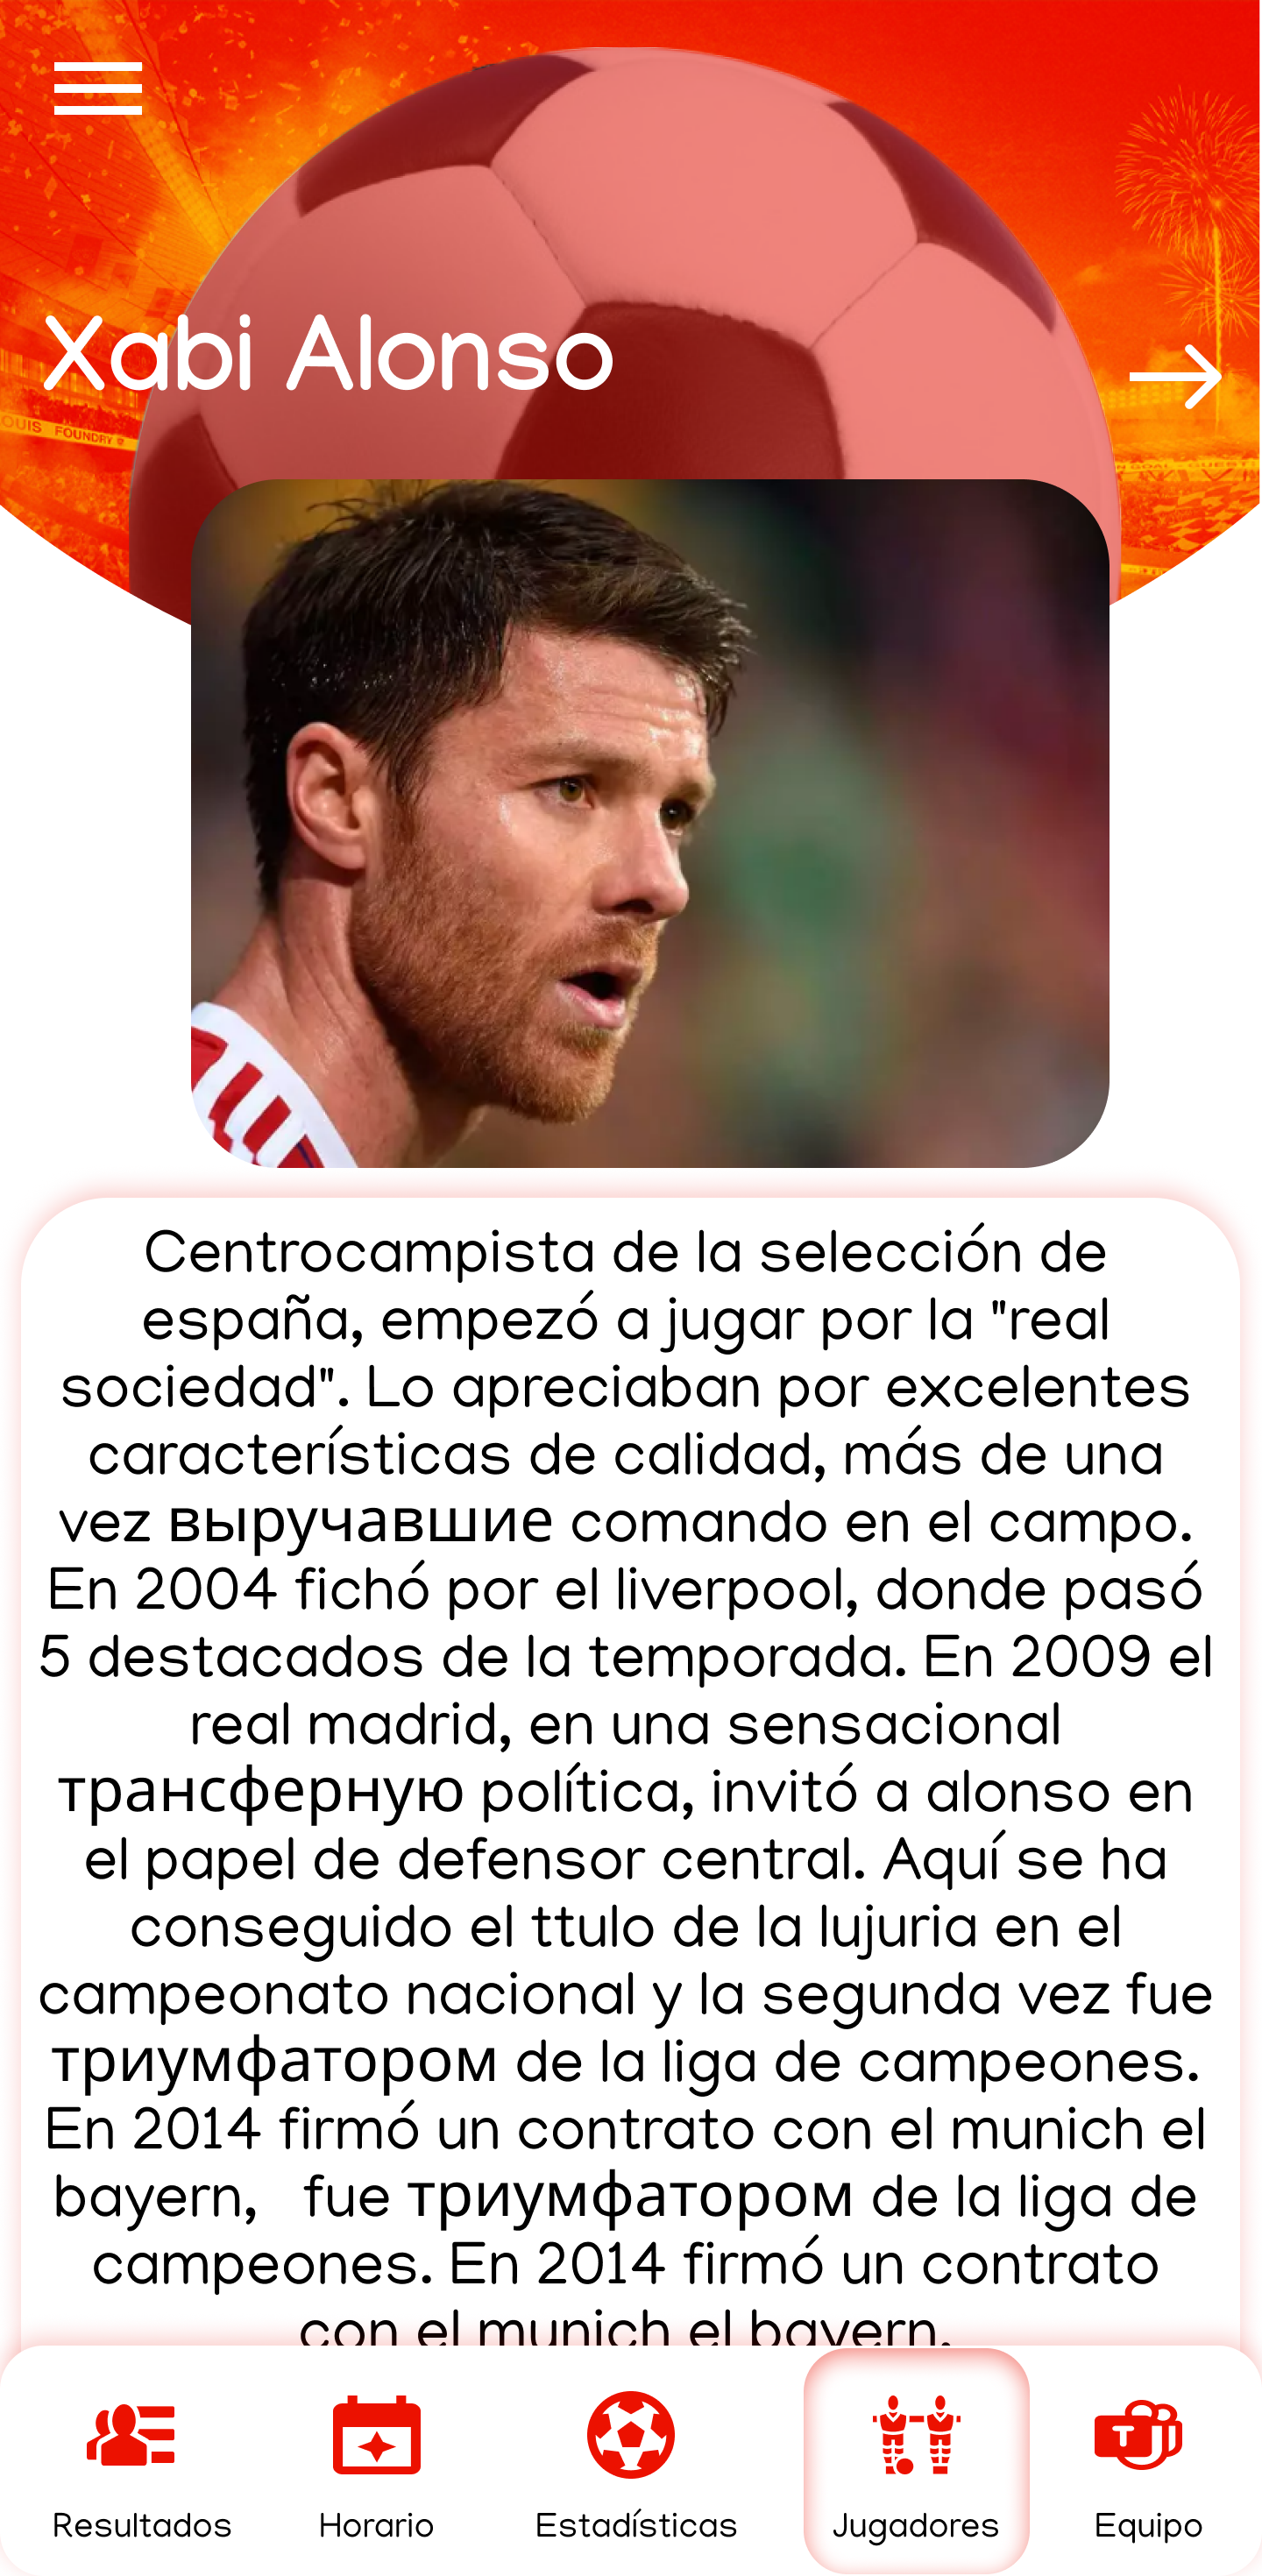 Xabi Alonso
OUIS FOUNDRY
Centrocampista de la selección de
españa, empezó a jugar por la "real
sociedad". Lo apreciaban por excelentes
características de calidad, más de una
vez выручавшие comando en el campo.
En 2004 fichó por el liverpool, donde pasó
5 destacados de la temporada. En 2009 el
real madrid, en una sensacional
трансферную política, invitó a alonso en
el papel de defensor central. Aquí se ha
conseguido el ttulo de la lujuria en el
campeonato nacional y la segunda vez fue
триумфатором de la liga de campeones.
En 2014 firmó un contrato con el munich el
bayern, fue триумфатором de la liga de
campeones. En 2014 firmó un contrato
con el munich el bayern.
Resultados
Horario
Estadísticas
Jugadores
T
Equipo